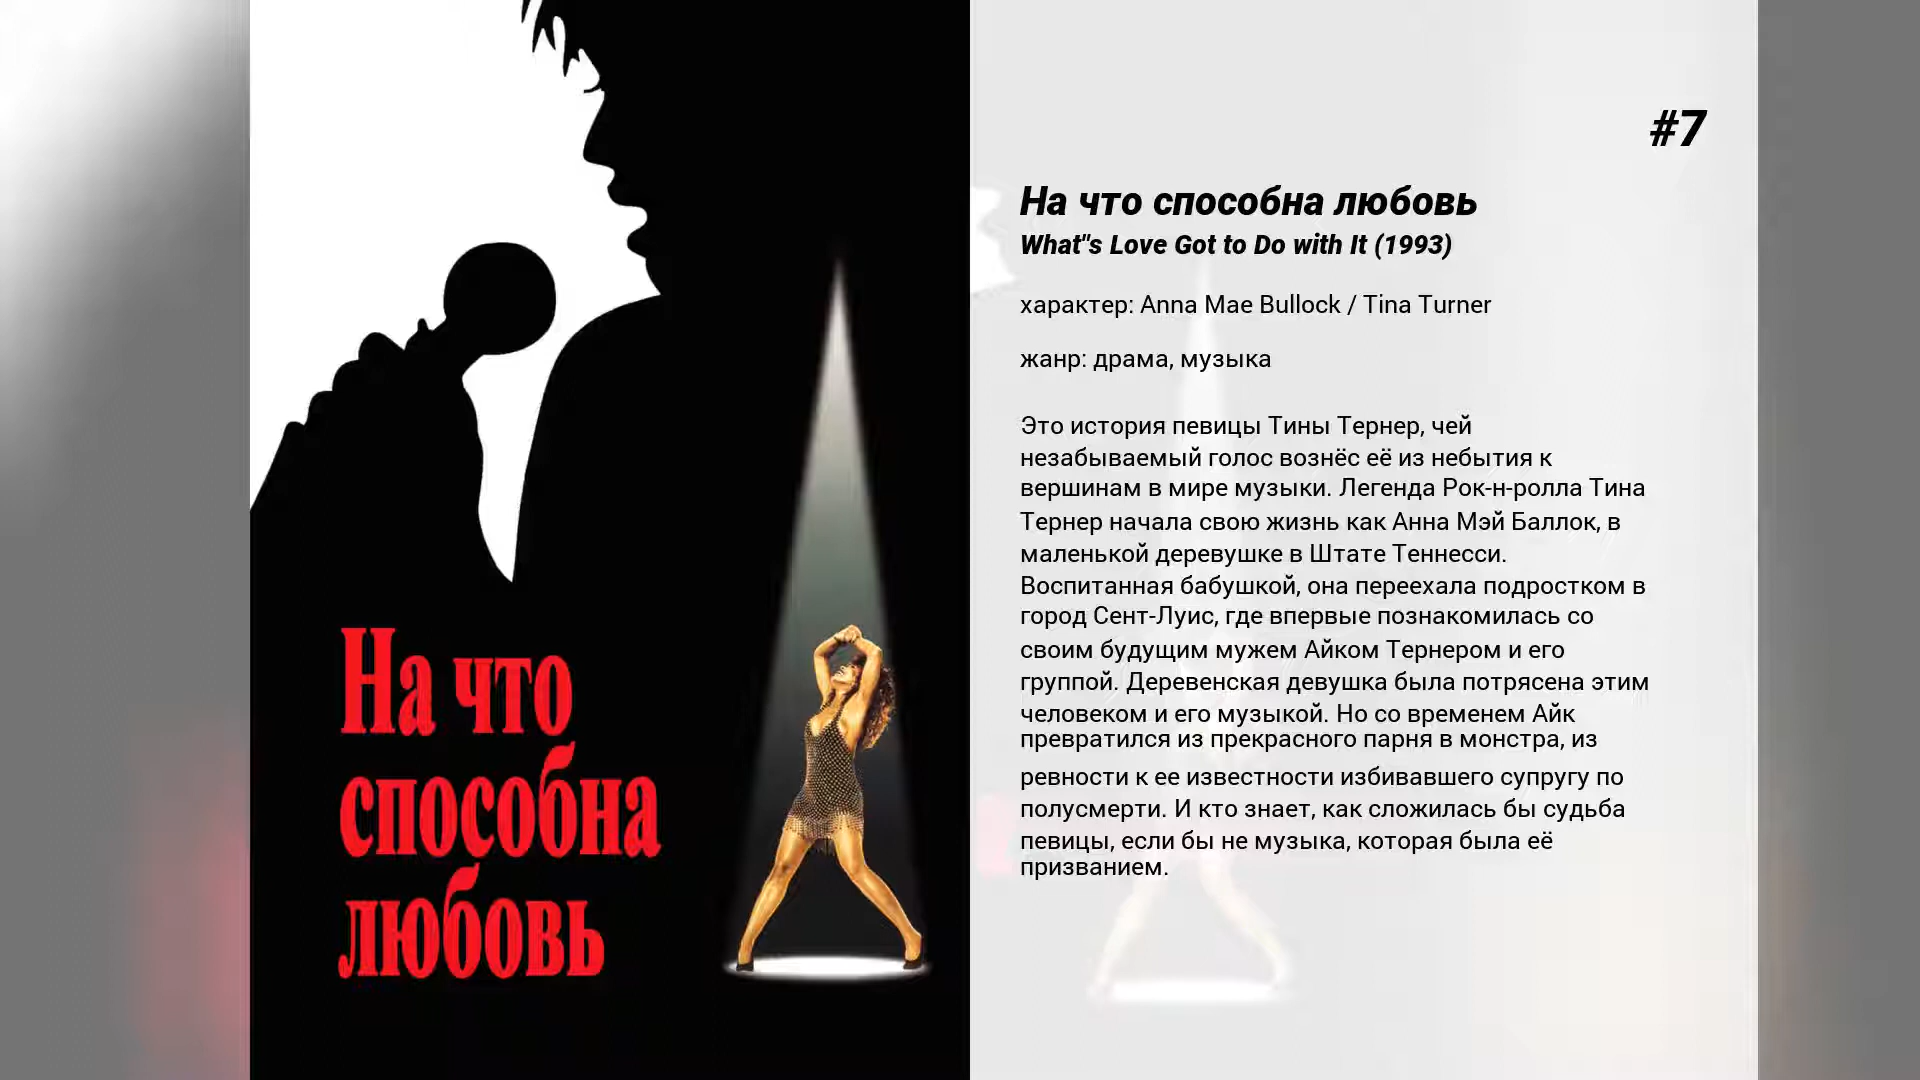 На что
способна
любовь
#7
На что способна любовь
What"s Love Got to Do with It (1993)
характер: Anna Mae Bullock / Tina Turner
жанр: драма, музыка
Это история певицы Тины Тернер, чей
незабываемый голос вознёс её из небытия к
вершинам в мире музыки. Легенда Рок-н-ролла Тина
Тернер начала свою жизнь как Анна Мэй Баллок, в
маленькой деревушке в Штате Теннесси.
Воспитанная бабушкой, она переехала подростком в
город Сент-Луис, где впервые познакомилась со
своим будущим мужем Айком Тернером и его
группой. Деревенская девушка была потрясена этим
человеком и его музыкой. Но со временем Айк
превратился из прекрасного парня в монстра, из
ревности к ее известности избивавшего супругу по
полусмерти. И кто знает, как сложилась бы судьба
певицы, если бы не музыка, которая была её
призванием.